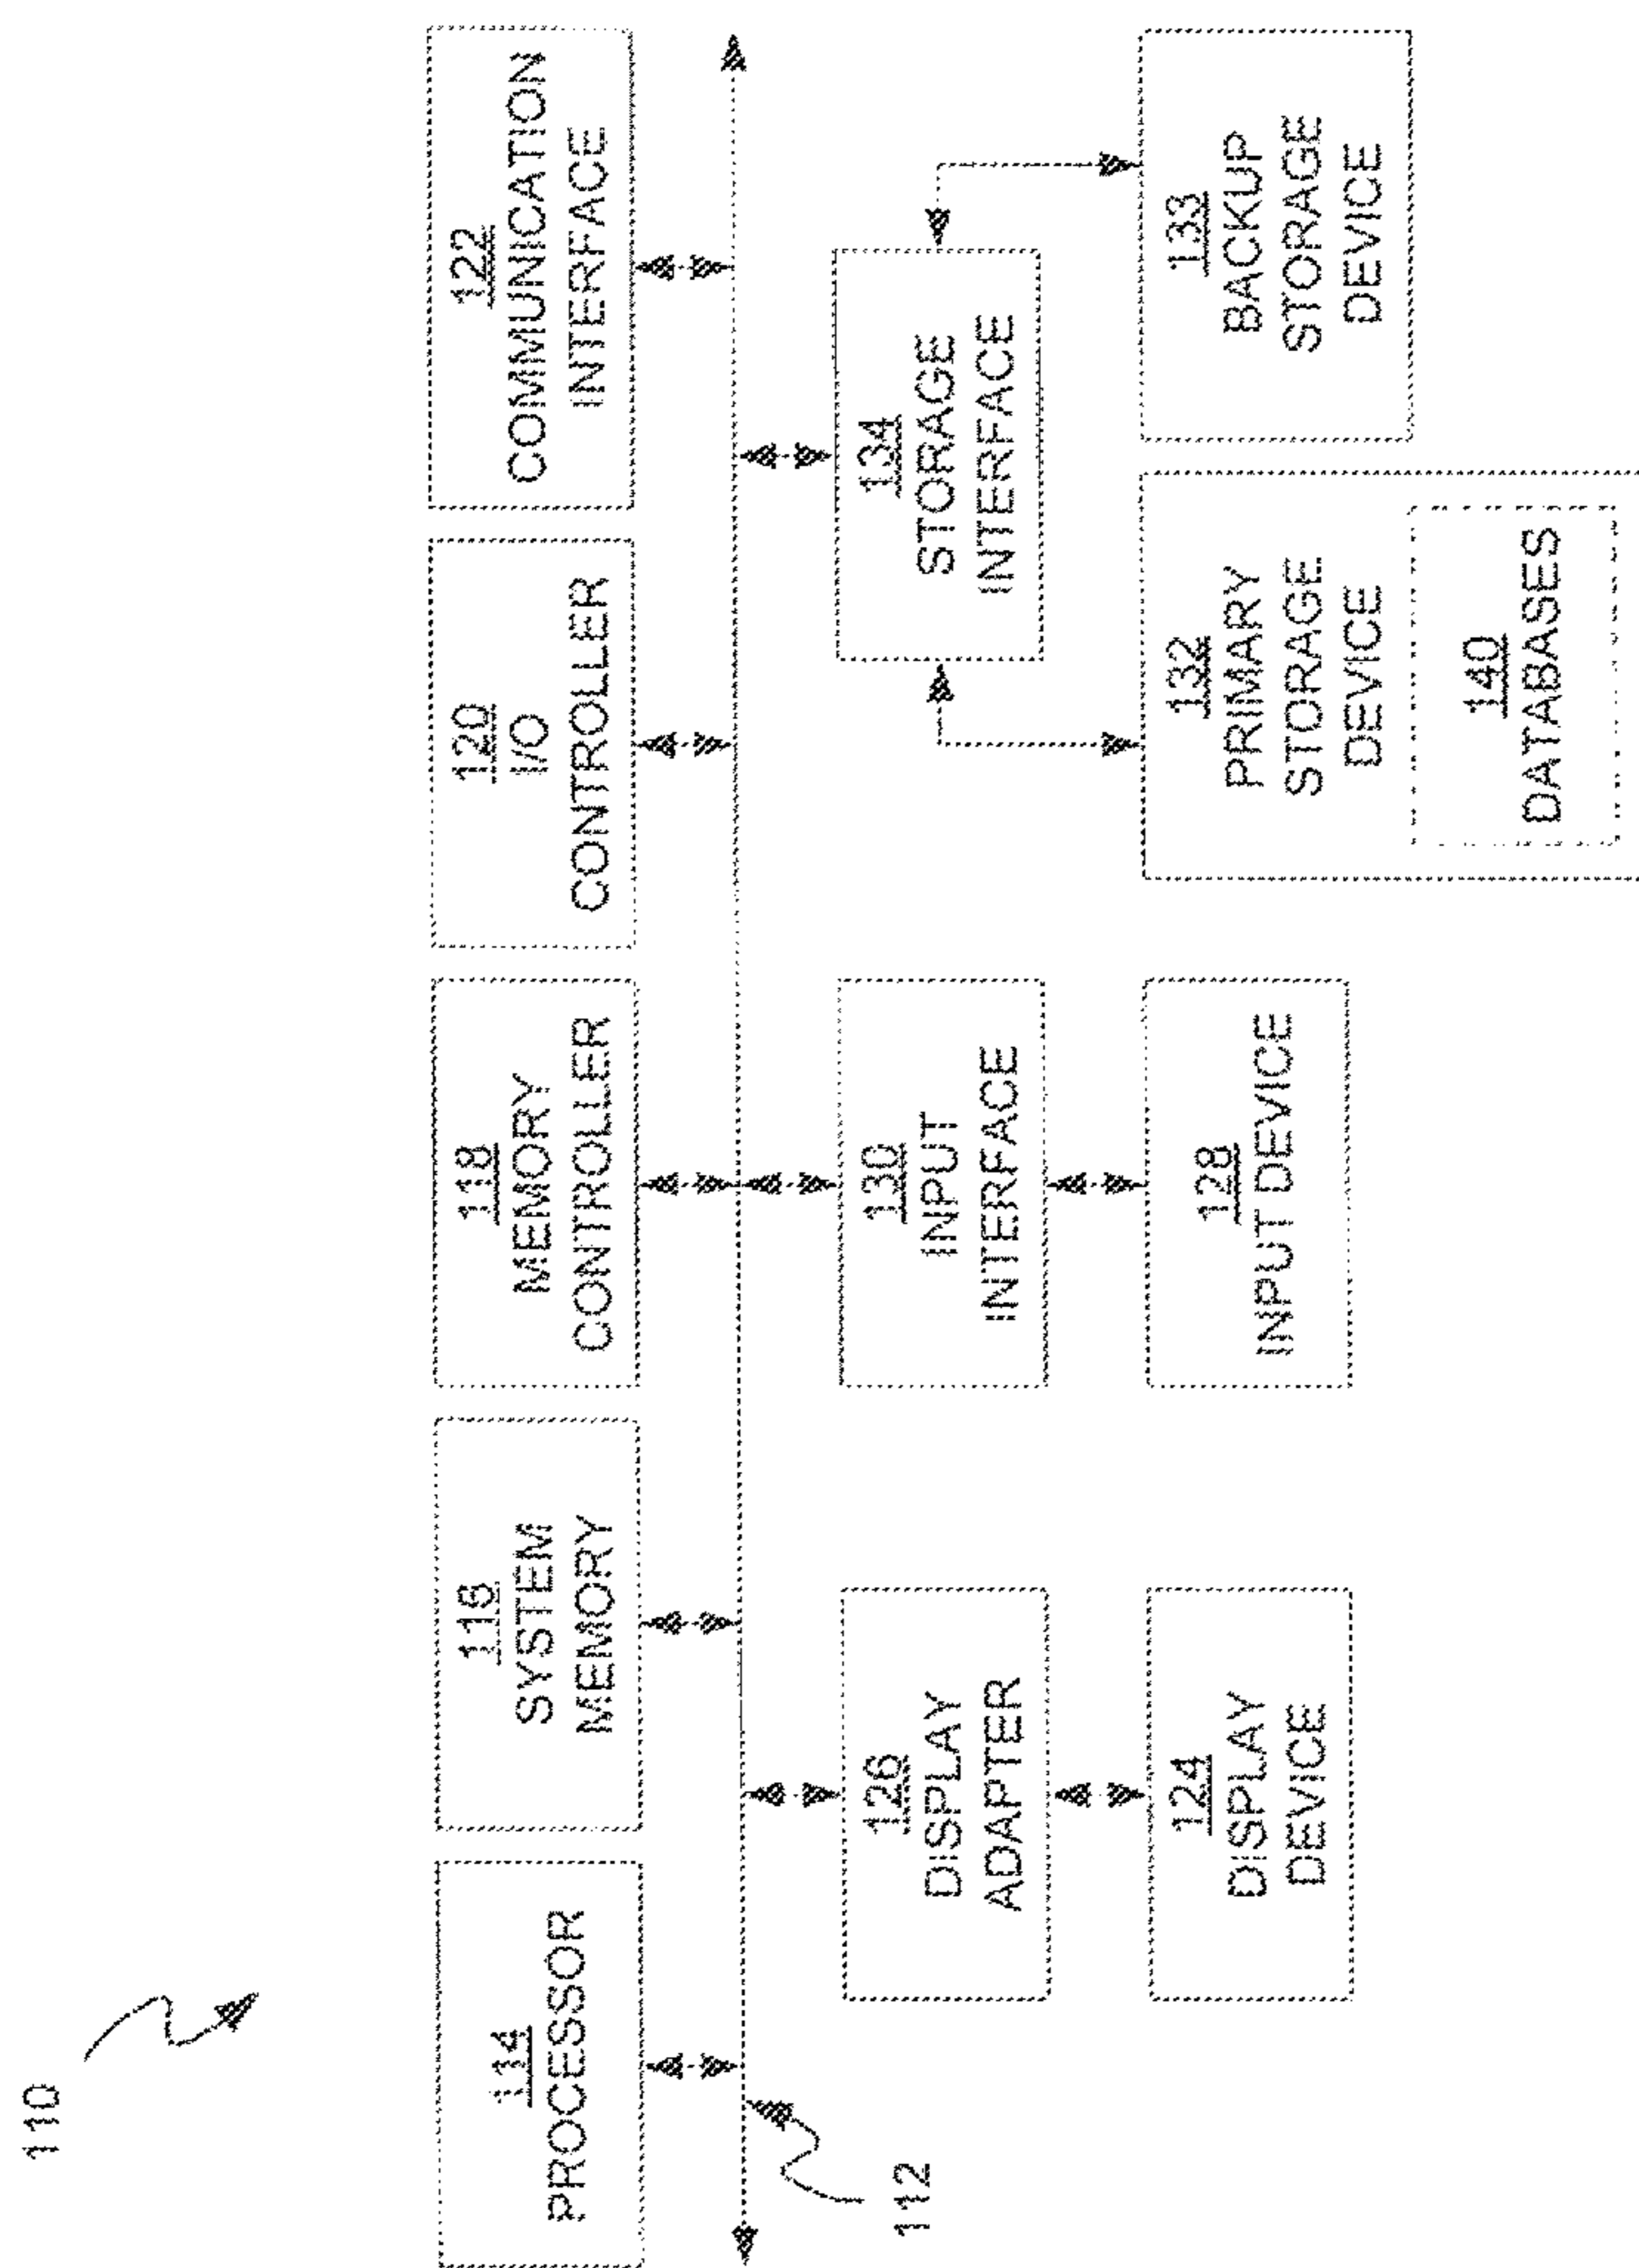 110
114
PROCESSOR
116
SYSTEM
MEMORY
118
MEMORY
CONTROLLER
120
I/O
CONTROLLER
122
COMMUNICATION
INTERFACE
112
126
DISPLAY
ADAPTER
130
INPUT
INTERFACE
134
STORAGE
INTERFACE
124
DISPLAY
DEVICE
128
INPUT DEVICE
132
PRIMARY
STORAGE
DEVICE
140
DATABASES
133
BACKUP
STORAGE
DEVICE